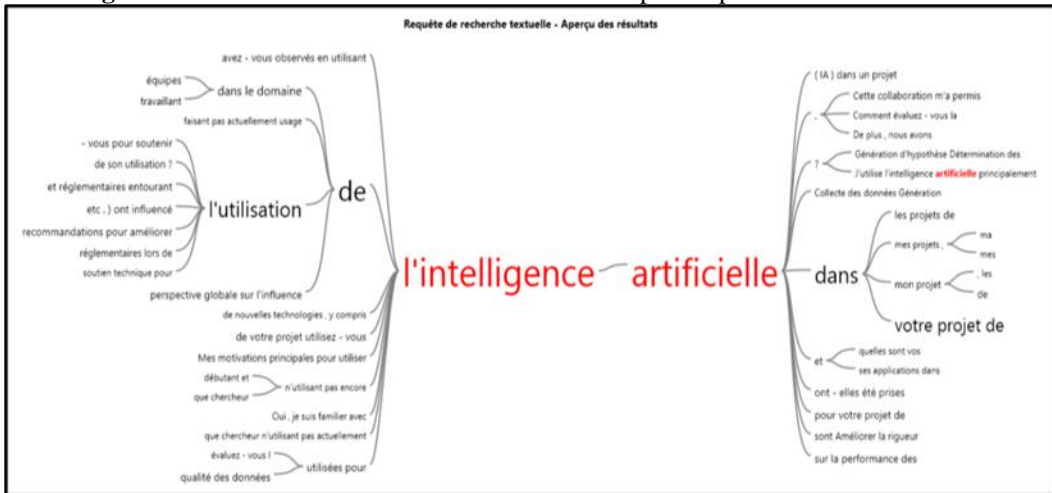 Requête de recherche textuelle - Aperçu des résultats
avez - vous observés en utilisant
équipes
travaillant
dans le domaine
faisant pas actuellement usage
- vous pour soutenir
de son utilisation ?
et réglementaires entourant
etc . ) ont influencé
recommandations pour améliorer
réglementaires lors de
soutien technique pour
l'utilisation
de
perspective globale sur l'influence
de nouvelles technologies , y compris
de votre projet utilisez - vous
Mes motivations principales pour utiliser
débutant et
que chercheur
n'utilisant pas encore
Oui , je suis familier avec
que chercheur n'utilisant pas actuellement
évaluez - vous l
qualité des données
utilisées pour
l'intelligence artificielle
( IA ) dans un projet
.
Cette collaboration m'a permis
Comment évaluez - vous la
De plus , nous avons
?
Génération d'hypothèse Détermination des
J'utilise l'intelligence artificielle principalement
Collecte des données Génération
dans
les projets de
mes projets ,
ma
mes
mon projet
, les
de
votre projet de
et
quelles sont vos
ses applications dans
ont - elles été prises
pour votre projet de
sont Améliorer la rigueur
sur la performance des